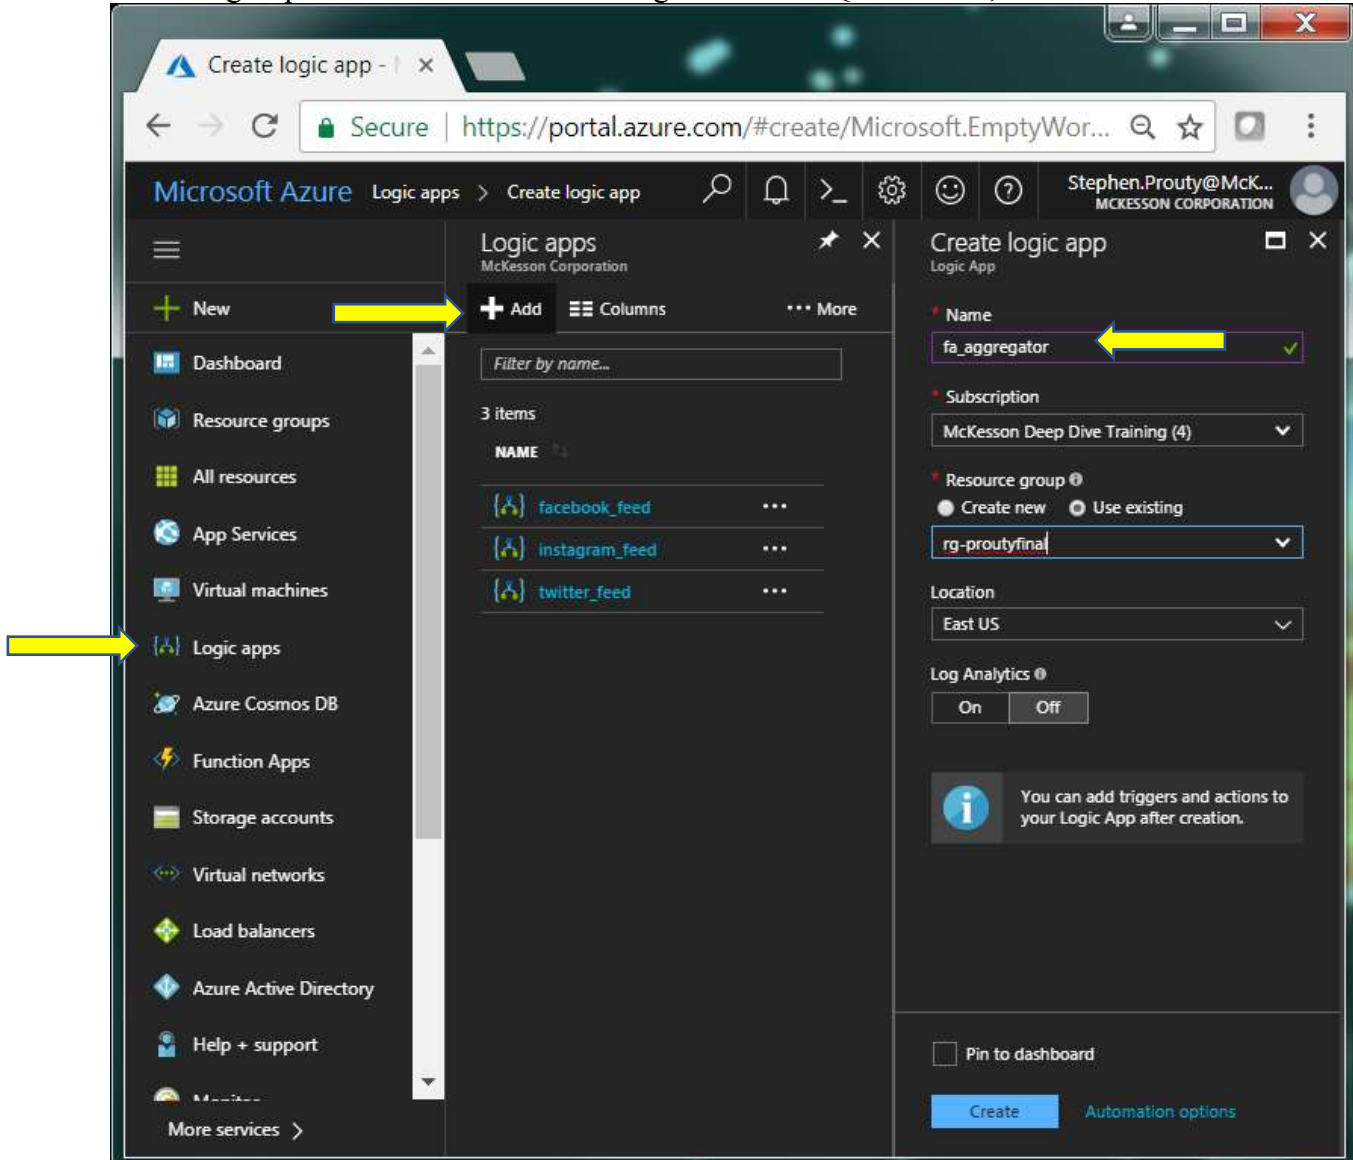 Create logic app -
Secure
https://portal.azure.com/#create/Microsoft.EmptyWor...
Microsoft Azure Logic apps > Create logic app
Stephen.Prouty@McK...
MCKESSON CORPORATION
New
Dashboard
Resource groups
All resources
App Services
Virtual machines
Logic apps
Azure Cosmos DB
Function Apps
Storage accounts
Virtual networks
Load balancers
Azure Active Directory
Help + support
More services >
Logic apps
McKesson Corporation
Add Columns ••• More
Filter by name...
3 items
NAME
facebook_feed •••
instagram_feed •••
twitter_feed •••
Create logic app
Logic App
* Name
fa_aggregator
* Subscription
McKesson Deep Dive Training (4)
* Resource group
Create new Use existing
rg-proutyfinal
Location
East US
Log Analytics
On Off
You can add triggers and actions to
your Logic App after creation.
Pin to dashboard
Create Automation options